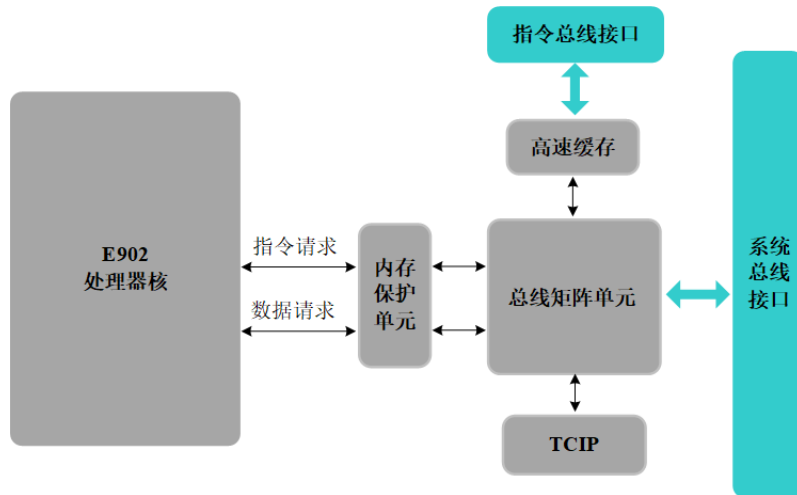 指令总线接口
高速缓存
E902
处理器核
指令请求
数据请求
内存
保护
单元
总线矩阵单元
系统
总线
接口
TCIP